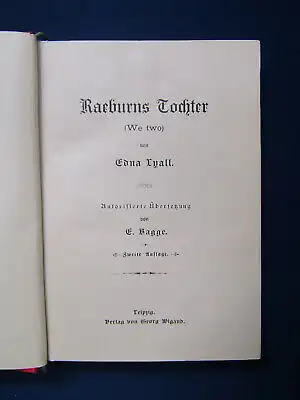 Raeburns Tochter
(We two)
von
Edna Lyall.
Autorisierte Übersetzung
von
E. Bagge.
Zweite Auflage.
Leipzig.
Verlag von Georg Wigand.